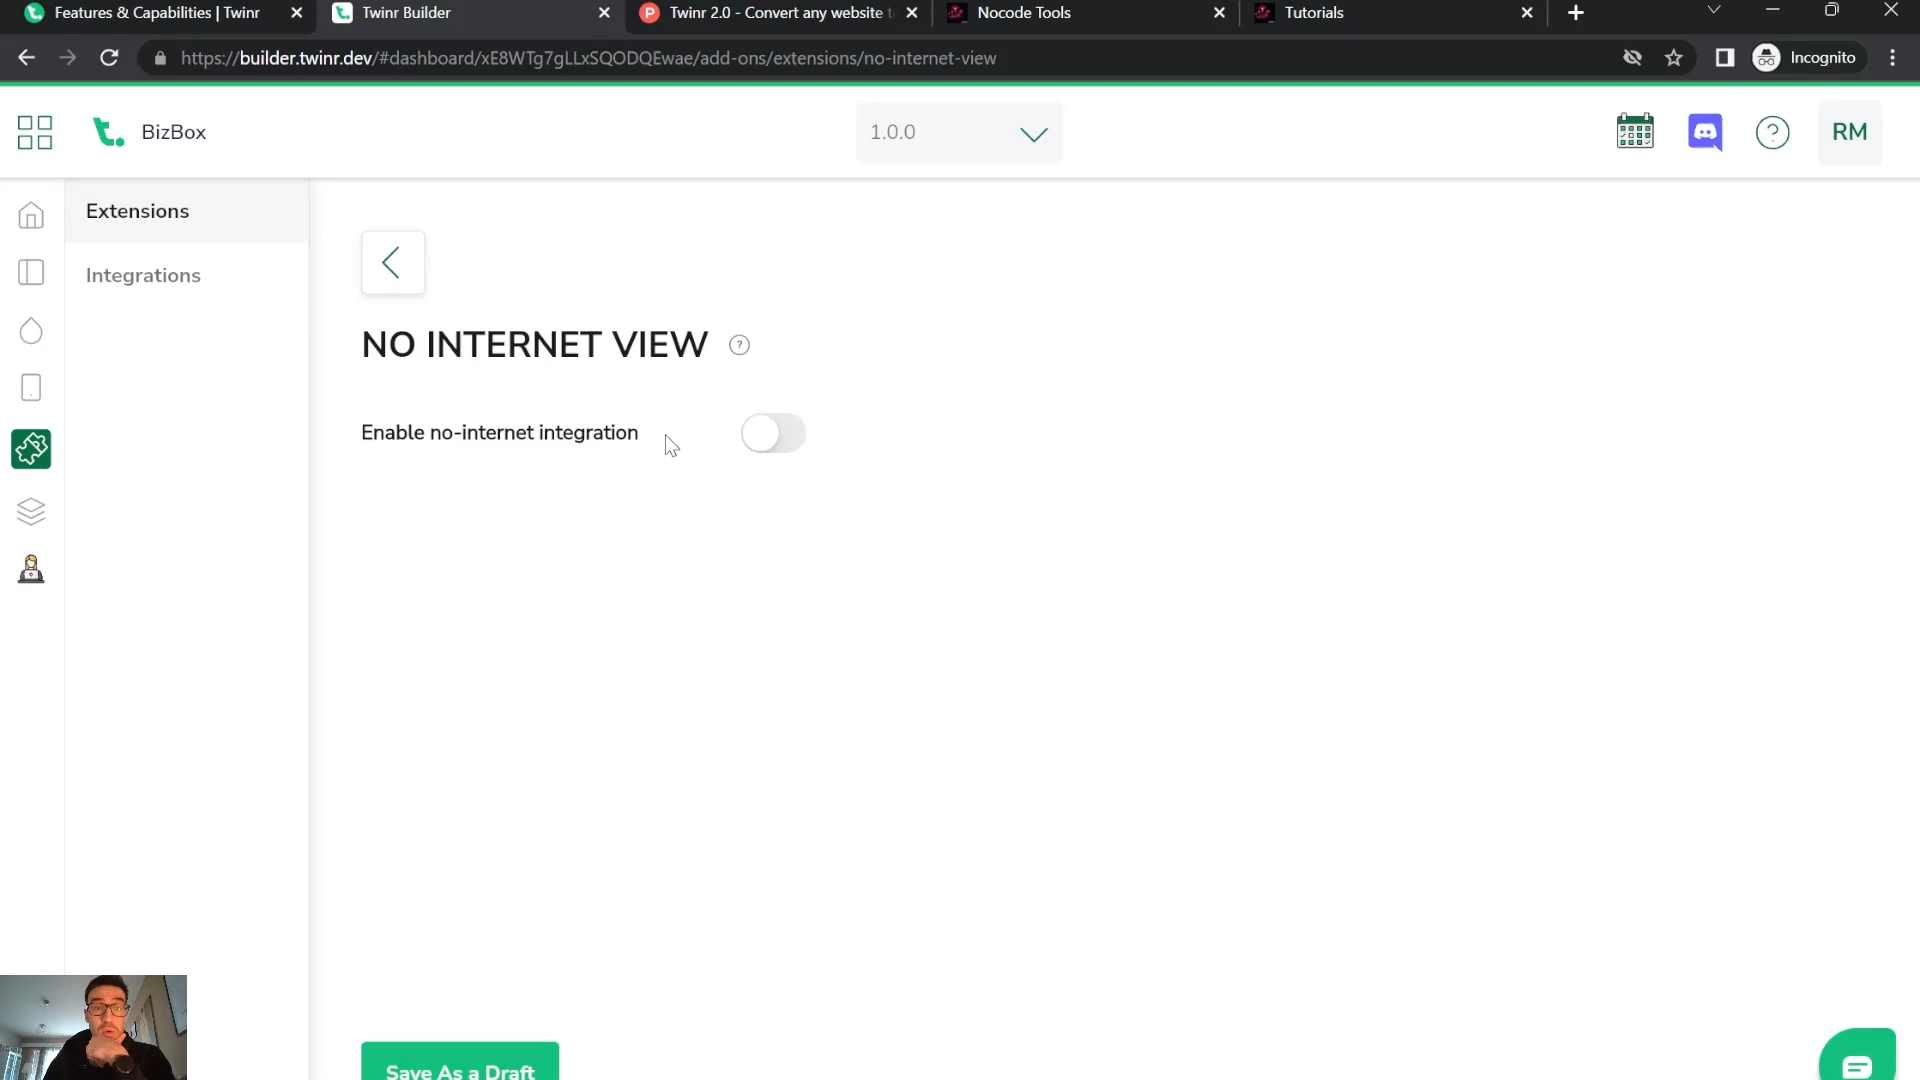 Features & Capabilities | Twinr
Twinr Builder
Twinr 2.0 - Convert any website t
Nocode Tools
Tutorials
https://builder.twinr.dev/#dashboard/xE8WTg7gLLxSQODQEwae/add-ons/extensions/no-internet-view
Incognito
BizBox
1.0.0
RM
Extensions
Integrations
NO INTERNET VIEW
Enable no-internet integration
Save As a Draft